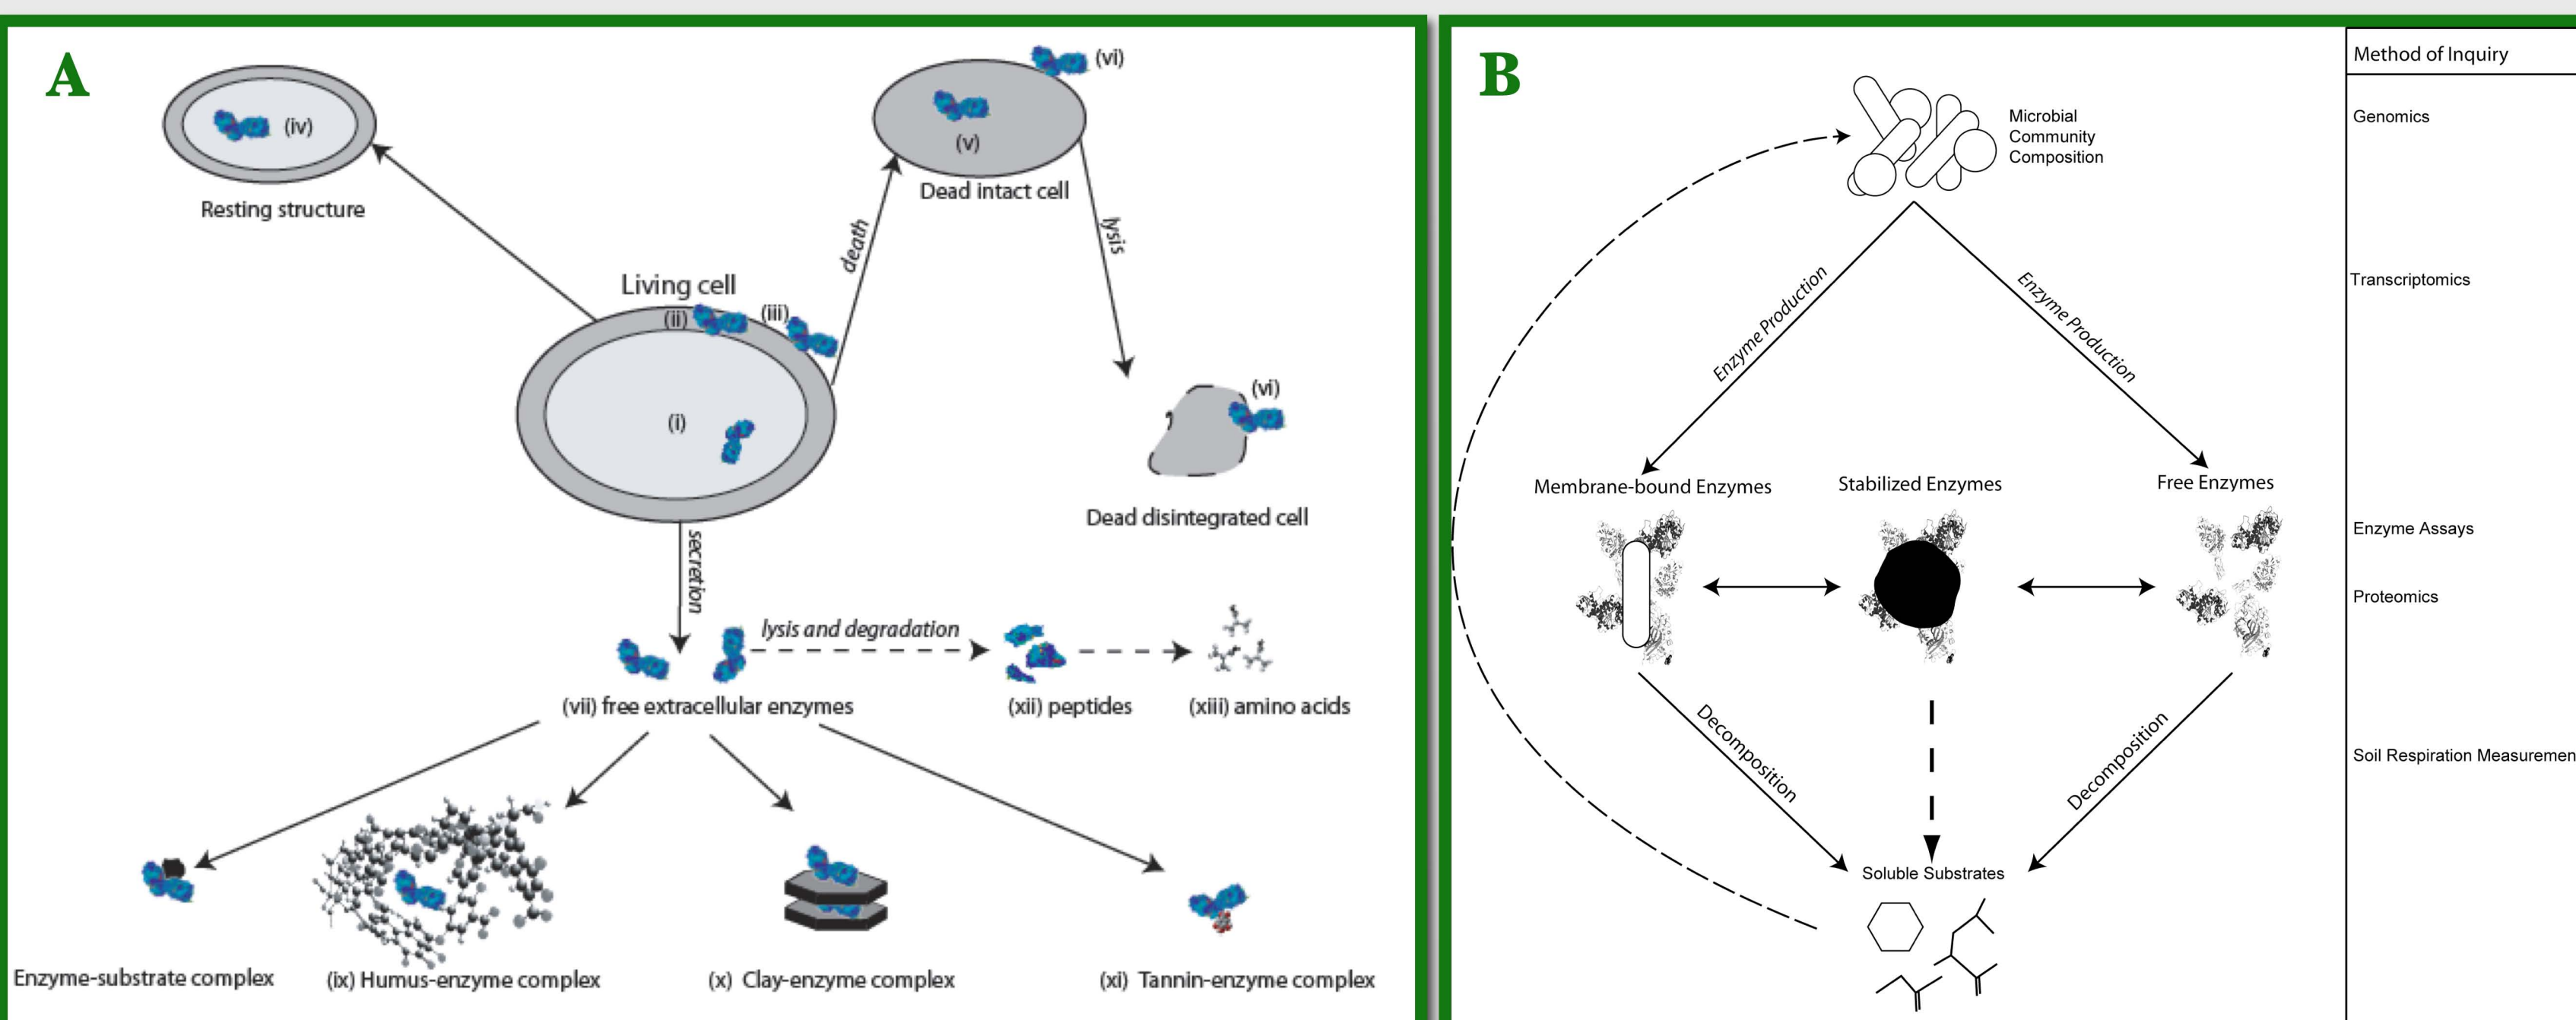 A
(vi)
(iv)
(v)
Resting structure
Dead intact cell
death
lysis
Living cell
(ii)
(iii)
(i)
(vi)
Dead disintegrated cell
secretion
lysis and degradation
(vii) free extracellular enzymes
(xii) peptides
(xiii) amino acids
Enzyme-substrate complex
(ix) Humus-enzyme complex
(x) Clay-enzyme complex
(xi) Tannin-enzyme complex
B
Microbial
Community
Composition
Enzyme Production
Enzyme Production
Membrane-bound Enzymes
Stabilized Enzymes
Free Enzymes
Decomposition
Decomposition
Soluble Substrates
Method of Inquiry
Genomics
Transcriptomics
Enzyme Assays
Proteomics
Soil Respiration Measuremen